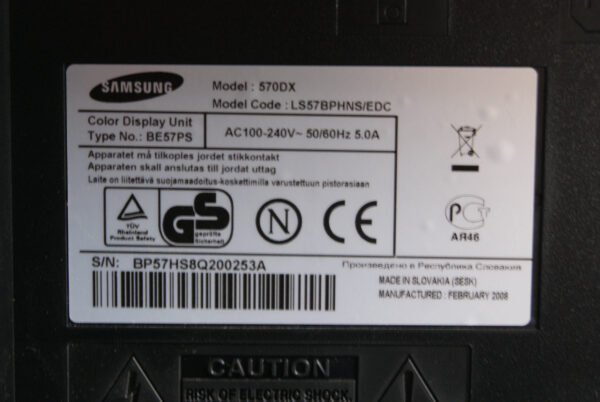 SAMSUNG
Model : 570DX
Model Code : LS57BPHNS/EDC
Color Display Unit
Type No.: BE57PS
AC100-240V~ 50/60Hz 5.0A
Apparatet må tilkoples jordet stikkontakt
Apparaten skall anslutas till jordat uttag
Laite on liitettävä suojamaadoitus-koskettimilla varustettuun pistorasiaan
TÜV
Rheinland
Product Safety
GS
geprüfte
Sicherheit
N
CE
РСТ
АЯ46
S/N: BP57HS8Q200253A
Произведено в Республика Словакия
MADE IN SLOVAKIA (SESK)
MANUFACTURED : FEBRUARY 2008
CAUTION
RISK OF ELECTRIC SHOCK.